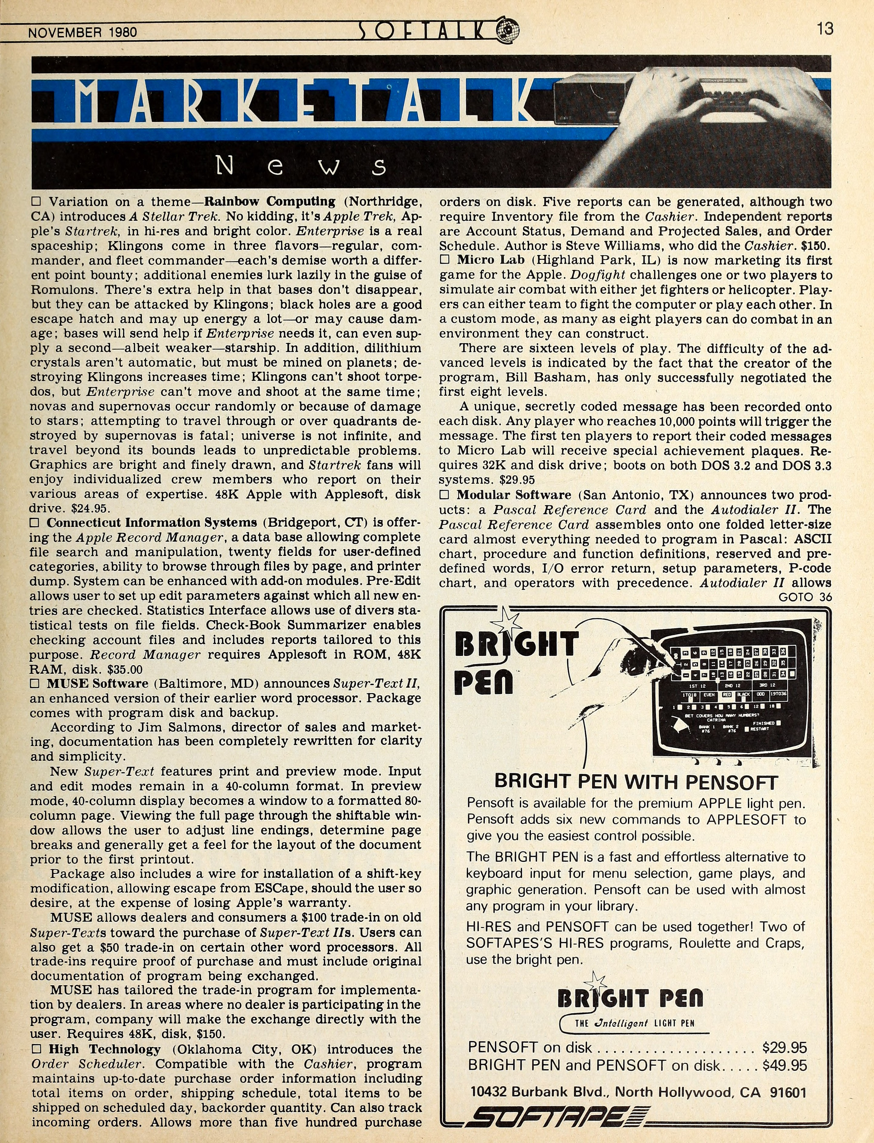 NOVEMBER 1980
SOFTALK
13
MARKETALK
News
☐ Variation on a theme—Rainbow Computing (Northridge,
CA) introduces A Stellar Trek. No kidding, it's Apple Trek, Ap-
ple's Startrek, in hi-res and bright color. Enterprise is a real
spaceship; Klingons come in three flavors—regular, com-
mander, and fleet commander—each's demise worth a differ-
ent point bounty; additional enemies lurk lazily in the guise of
Romulons. There's extra help in that bases don't disappear,
but they can be attacked by Klingons; black holes are a good
escape hatch and may up energy a lot—or may cause dam-
age; bases will send help if Enterprise needs it, can even sup-
ply a second—albeit weaker—starship. In addition, dilithium
crystals aren't automatic, but must be mined on planets; de-
stroying Klingons increases time; Klingons can't shoot torpe-
dos, but Enterprise can't move and shoot at the same time;
novas and supernovas occur randomly or because of damage
to stars; attempting to travel through or over quadrants de-
stroyed by supernovas is fatal; universe is not infinite, and
travel beyond its bounds leads to unpredictable problems.
Graphics are bright and finely drawn, and Startrek fans will
enjoy individualized crew members who report on their
various areas of expertise. 48K Apple with Applesoft, disk
drive. $24.95.
☐ Connecticut Information Systems (Bridgeport, CT) is offer-
ing the Apple Record Manager, a data base allowing complete
file search and manipulation, twenty fields for user-defined
categories, ability to browse through files by page, and printer
dump. System can be enhanced with add-on modules. Pre-Edit
allows user to set up edit parameters against which all new en-
tries are checked. Statistics Interface allows use of divers sta-
tistical tests on file fields. Check-Book Summarizer enables
checking account files and includes reports tailored to this
purpose. Record Manager requires Applesoft in ROM, 48K
RAM, disk. $35.00
☐ MUSE Software (Baltimore, MD) announces Super-Text II,
an enhanced version of their earlier word processor. Package
comes with program disk and backup.
According to Jim Salmons, director of sales and market-
ing, documentation has been completely rewritten for clarity
and simplicity.
New Super-Text features print and preview mode. Input
and edit modes remain in a 40-column format. In preview
mode, 40-column display becomes a window to a formatted 80-
column page. Viewing the full page through the shiftable win-
dow allows the user to adjust line endings, determine page
breaks and generally get a feel for the layout of the document
prior to the first printout.
Package also includes a wire for installation of a shift-key
modification, allowing escape from ESCape, should the user so
desire, at the expense of losing Apple's warranty.
MUSE allows dealers and consumers a $100 trade-in on old
Super-Texts toward the purchase of Super-Text IIs. Users can
also get a $50 trade-in on certain other word processors. All
trade-ins require proof of purchase and must include original
documentation of program being exchanged.
MUSE has tailored the trade-in program for implementa-
tion by dealers. In areas where no dealer is participating in the
program, company will make the exchange directly with the
user. Requires 48K, disk, $150.
☐ High Technology (Oklahoma City, OK) introduces the
Order Scheduler. Compatible with the Cashier, program
maintains up-to-date purchase order information including
total items on order, shipping schedule, total items to be
shipped on scheduled day, backorder quantity. Can also track
incoming orders. Allows more than five hundred purchase
orders on disk. Five reports can be generated, although two
require Inventory file from the Cashier. Independent reports
are Account Status, Demand and Projected Sales, and Order
Schedule. Author is Steve Williams, who did the Cashier. $150.
☐ Micro Lab (Highland Park, IL) is now marketing its first
game for the Apple. Dogfight challenges one or two players to
simulate air combat with either jet fighters or helicopter. Play-
ers can either team to fight the computer or play each other. In
a custom mode, as many as eight players can do combat in an
environment they can construct.
There are sixteen levels of play. The difficulty of the ad-
vanced levels is indicated by the fact that the creator of the
program, Bill Basham, has only successfully negotiated the
first eight levels.
A unique, secretly coded message has been recorded onto
each disk. Any player who reaches 10,000 points will trigger the
message. The first ten players to report their coded messages
to Micro Lab will receive special achievement plaques. Re-
quires 32K and disk drive; boots on both DOS 3.2 and DOS 3.3
systems. $29.95
☐ Modular Software (San Antonio, TX) announces two prod-
ucts: a Pascal Reference Card and the Autodialer II. The
Pascal Reference Card assembles onto one folded letter-size
card almost everything needed to program in Pascal: ASCII
chart, procedure and function definitions, reserved and pre-
defined words, I/O error return, setup parameters, P-code
chart, and operators with precedence. Autodialer II allows
GOTO 36
BRIGHT
PEN
1ST 12 2ND 12 3RD 12
1TO18 EVEN RED BLACK ODD 19TO36
BET COVERS HOW MANY NUMBERS?
CATRINA
BANK 1 BANK 2
$76 $76
FINISHED
RESTART
BRIGHT PEN WITH PENSOFT
Pensoft is available for the premium APPLE light pen.
Pensoft adds six new commands to APPLESOFT to
give you the easiest control possible.
The BRIGHT PEN is a fast and effortless alternative to
keyboard input for menu selection, game plays, and
graphic generation. Pensoft can be used with almost
any program in your library.
HI-RES and PENSOFT can be used together! Two of
SOFTAPES'S HI-RES programs, Roulette and Craps,
use the bright pen.
BRIGHT PEN
THE Intelligent LIGHT PEN
PENSOFT on disk . . . . . . . . . . . . . . . . . . . . $29.95
BRIGHT PEN and PENSOFT on disk. . . . . $49.95
10432 Burbank Blvd., North Hollywood, CA 91601
SOFTAPE